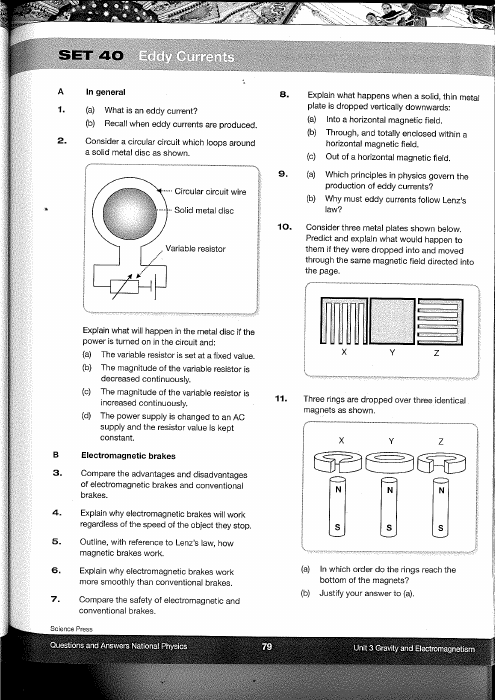 SET 40 Eddy Currents
A In general
1. (a) What is an eddy current?
(b) Recall when eddy currents are produced.
2. Consider a circular circuit which loops around
a solid metal disc as shown.
Circular circuit wire
Solid metal disc
Variable resistor
Explain what will happen in the metal disc if the
power is turned on in the circuit and:
(a) The variable resistor is set at a fixed value.
(b) The magnitude of the variable resistor is
decreased continuously.
(c) The magnitude of the variable resistor is
increased continuously.
(d) The power supply is changed to an AC
supply and the resistor value is kept
constant.
B Electromagnetic brakes
3. Compare the advantages and disadvantages
of electromagnetic brakes and conventional
brakes.
4. Explain why electromagnetic brakes will work
regardless of the speed of the object they stop.
5. Outline, with reference to Lenz's law, how
magnetic brakes work.
6. Explain why electromagnetic brakes work
more smoothly than conventional brakes.
7. Compare the safety of electromagnetic and
conventional brakes.
8. Explain what happens when a solid, thin metal
plate is dropped vertically downwards:
(a) Into a horizontal magnetic field.
(b) Through, and totally enclosed within a
horizontal magnetic field.
(c) Out of a horizontal magnetic field.
9. (a) Which principles in physics govern the
production of eddy currents?
(b) Why must eddy currents follow Lenz's
law?
10. Consider three metal plates shown below.
Predict and explain what would happen to
them if they were dropped into and moved
through the same magnetic field directed into
the page.
X Y Z
11. Three rings are dropped over three identical
magnets as shown.
X Y Z
N N N
S S S
(a) In which order do the rings reach the
bottom of the magnets?
(b) Justify your answer to (a).
Science Press
Questions and Answers National Physics 79 Unit 3 Gravity and Electromagnetism